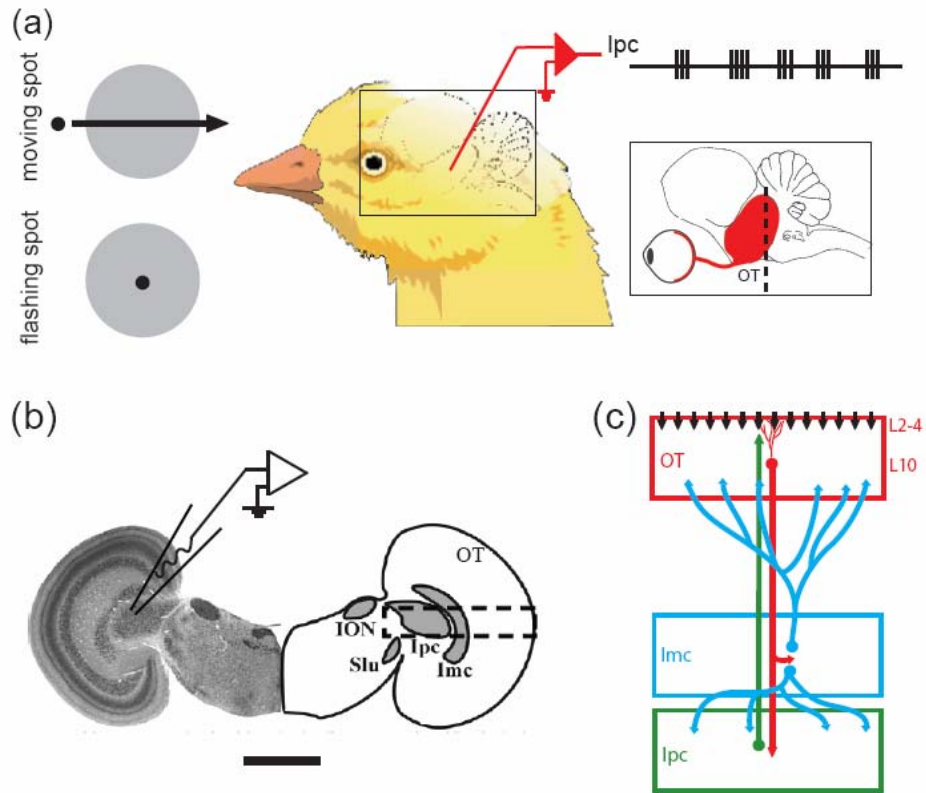 (a)
moving spot
flashing spot
Ipc
OT
(b)
OT
ION
Ipc
Slu
Imc
(c)
L2-4
OT
L10
Imc
Ipc